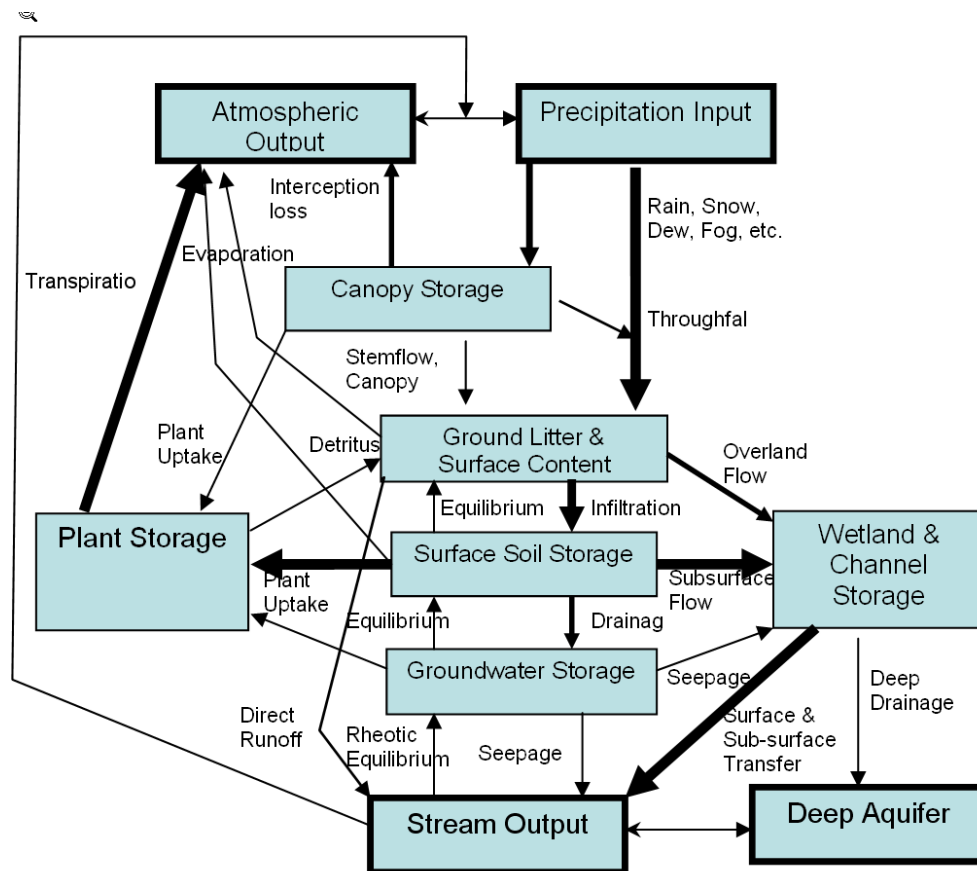 Atmospheric
Output
Precipitation Input
Interception
loss
Rain, Snow,
Dew, Fog, etc.
Evaporation
Transpiratio
Canopy Storage
Throughfal
Stemflow,
Canopy
Plant
Uptake
Detritus
Ground Litter &
Surface Content
Overland
Flow
Equilibrium
Infiltration
Plant Storage
Surface Soil Storage
Wetland &
Channel
Storage
Plant
Uptake
Subsurface
Flow
Equilibrium
Drainag
Groundwater Storage
Seepage
Deep
Drainage
Direct
Runoff
Rheotic
Equilibrium
Seepage
Surface &
Sub-surface
Transfer
Stream Output
Deep Aquifer